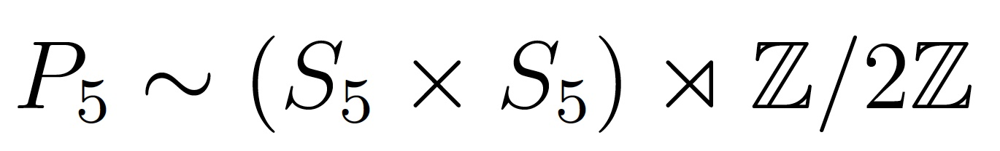 P₅ ∼ (S₅ × S₅) ⋊ ℤ/2ℤ